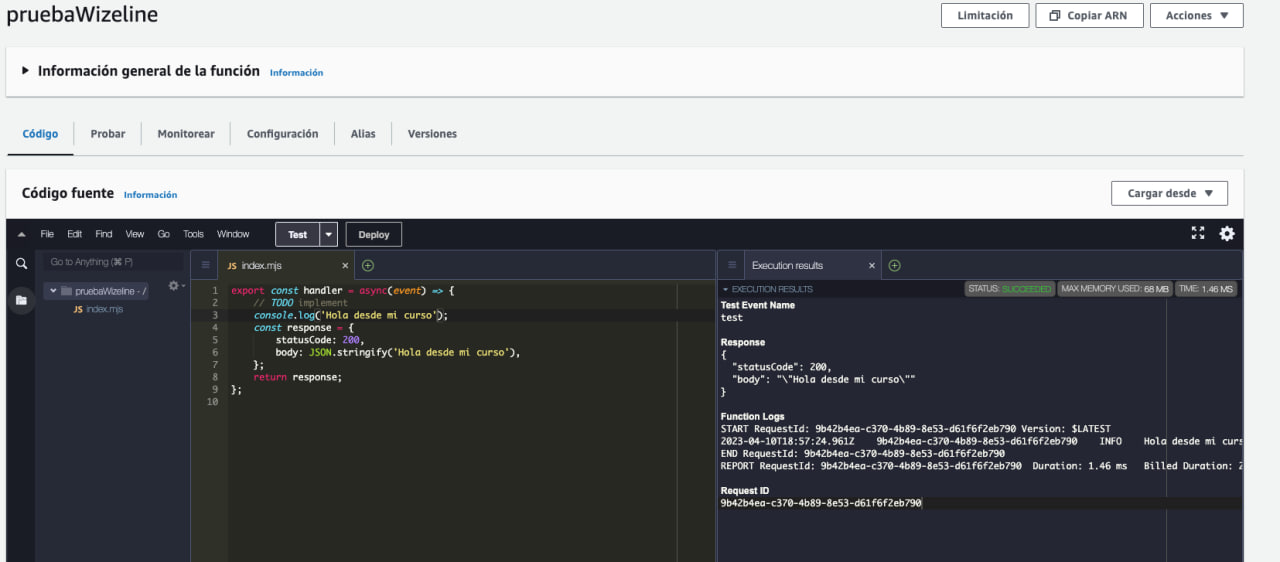 pruebaWizeline
Limitación
Copiar ARN
Acciones
Información general de la función Información
Código
Probar
Monitorear
Configuración
Alias
Versiones
Código fuente Información
Cargar desde
File Edit Find View Go Tools Window
Test
Deploy
Go to Anything (⌘ P)
pruebaWizeline - /
JS index.mjs
JS index.mjs
1 export const handler = async(event) => {
2 // TODO implement
3 console.log('Hola desde mi curso');
4 const response = {
5 statusCode: 200,
6 body: JSON.stringify('Hola desde mi curso'),
7 };
8 return response;
9 };
10
Execution results
EXECUTION RESULTS
STATUS: SUCCEEDED
MAX MEMORY USED: 68 MB
TIME: 1.46 MS
Test Event Name
test
Response
{
"statusCode": 200,
"body": "\"Hola desde mi curso\""
}
Function Logs
START RequestId: 9b42b4ea-c370-4b89-8e53-d61f6f2eb790 Version: $LATEST
2023-04-10T18:57:24.961Z 9b42b4ea-c370-4b89-8e53-d61f6f2eb790 INFO Hola desde mi curs
END RequestId: 9b42b4ea-c370-4b89-8e53-d61f6f2eb790
REPORT RequestId: 9b42b4ea-c370-4b89-8e53-d61f6f2eb790 Duration: 1.46 ms Billed Duration: 2
Request ID
9b42b4ea-c370-4b89-8e53-d61f6f2eb790